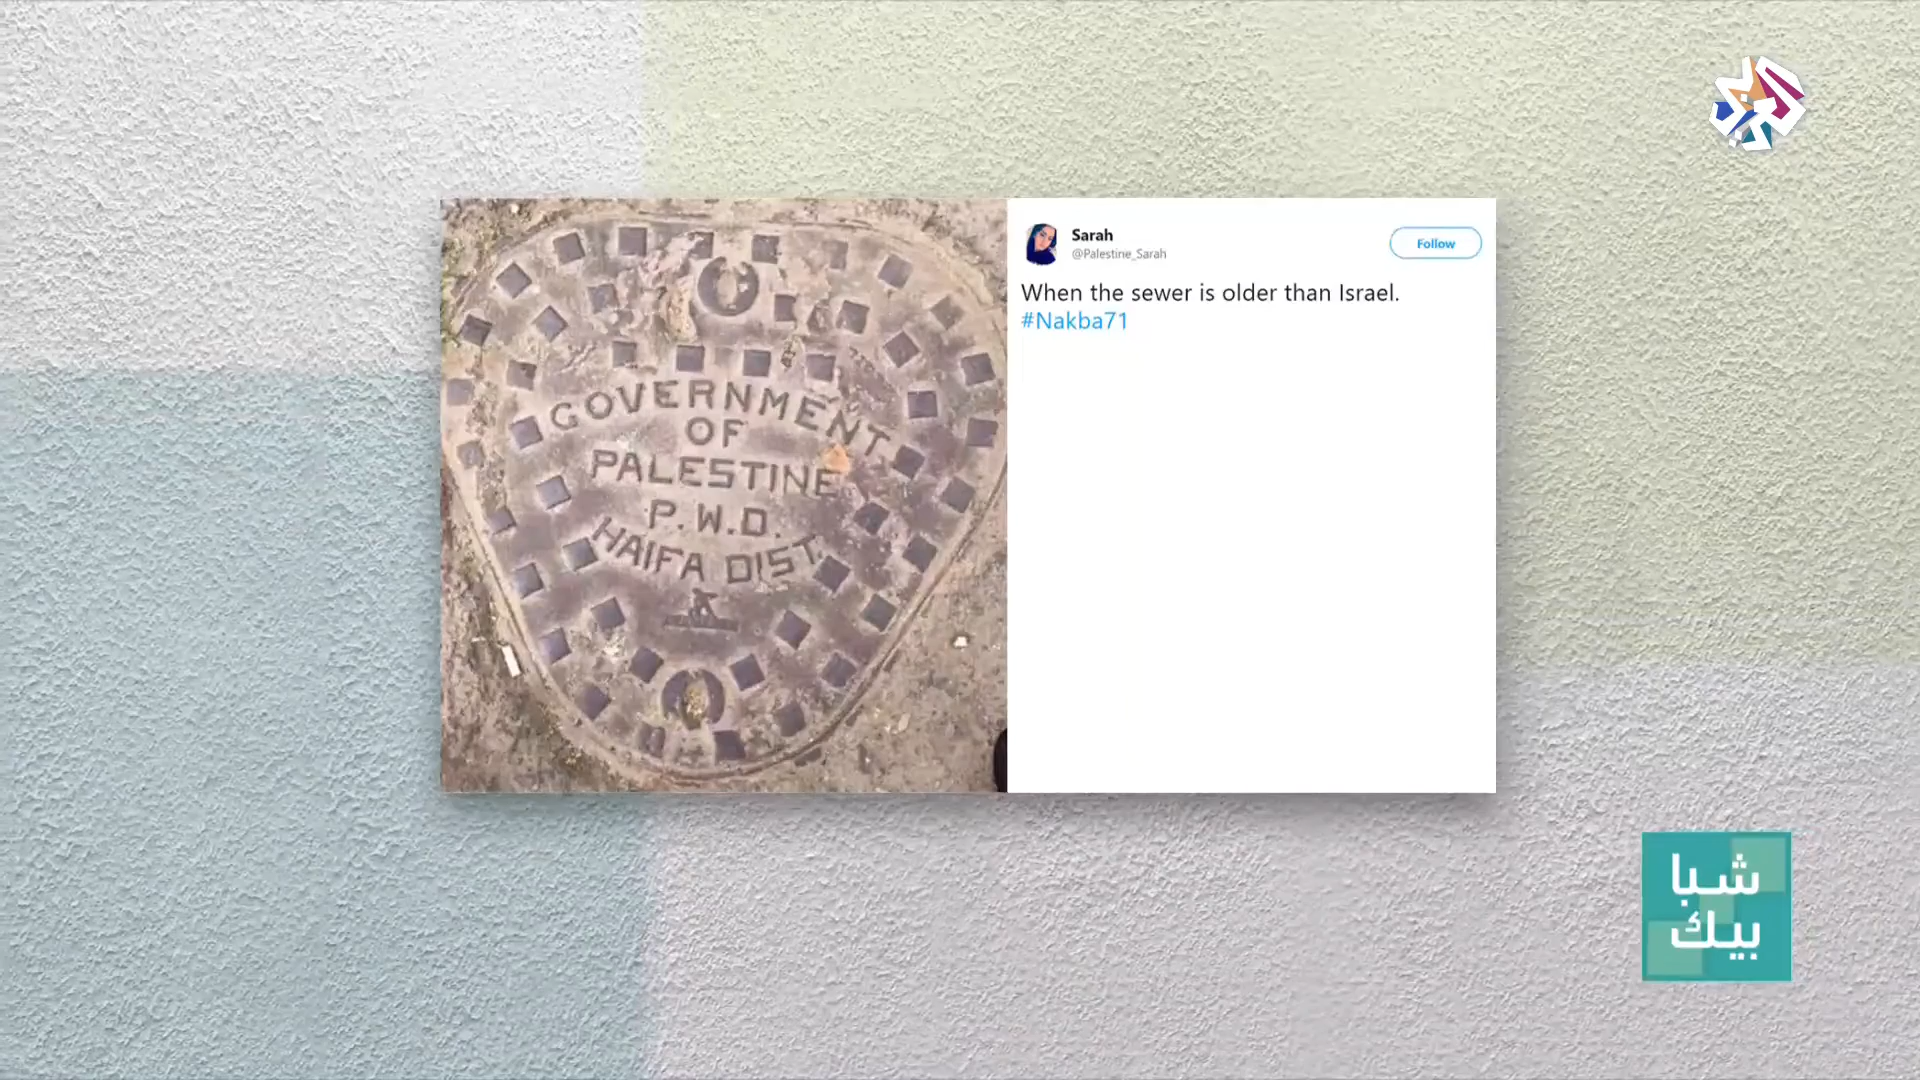 GOVERNMENT
OF
PALESTINE
P.W.D.
HAIFA DIST.
Sarah
@Palestine_Sarah
Follow
When the sewer is older than Israel.
#Nakba71
شبا
بيك